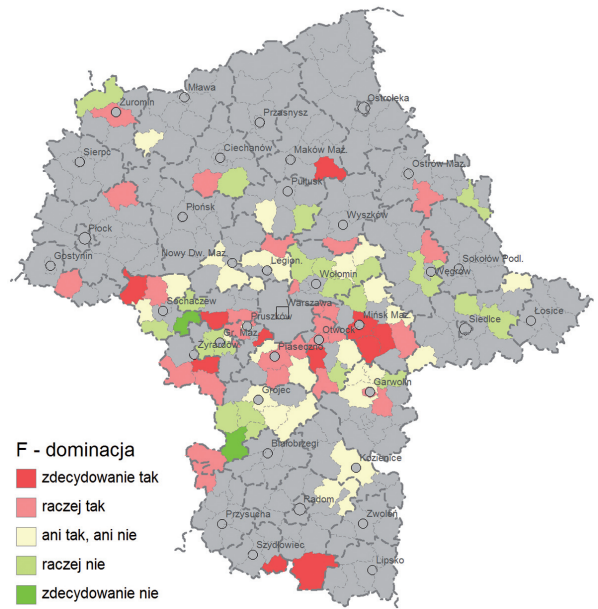 Mława
Żuromin
Ostrołęka
Przasnysz
Ciechanów
Maków Maz.
Sierpc
Ostrów Maz.
Pułtusk
Płońsk
Wyszków
Płock
Nowy Dw. Maz.
Legion.
Sokołów Podl.
Gostynin
Węgrów
Wołomin
Sochaczew
Warszawa
Łosice
Pruszków
Mińsk Maz.
Siedlce
Gr. Maz.
Otwock
Żyrardów
Piaseczno
Garwolin
Grójec
F - dominacja
Białobrzegi
zdecydowanie tak
Kozienice
raczej tak
Radom
ani tak, ani nie
Przysucha
Zwoleń
raczej nie
Szydłowiec
Lipsko
zdecydowanie nie